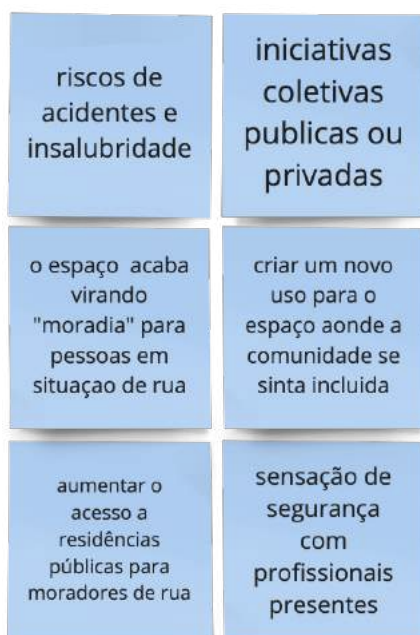 riscos de
acidentes e
insalubridade
iniciativas
coletivas
publicas ou
privadas
o espaço acaba
virando
"moradia" para
pessoas em
situaçao de rua
criar um novo
uso para o
espaço aonde a
comunidade se
sinta incluida
aumentar o
acesso a
residências
públicas para
moradores de rua
sensação de
segurança
com
profissionais
presentes